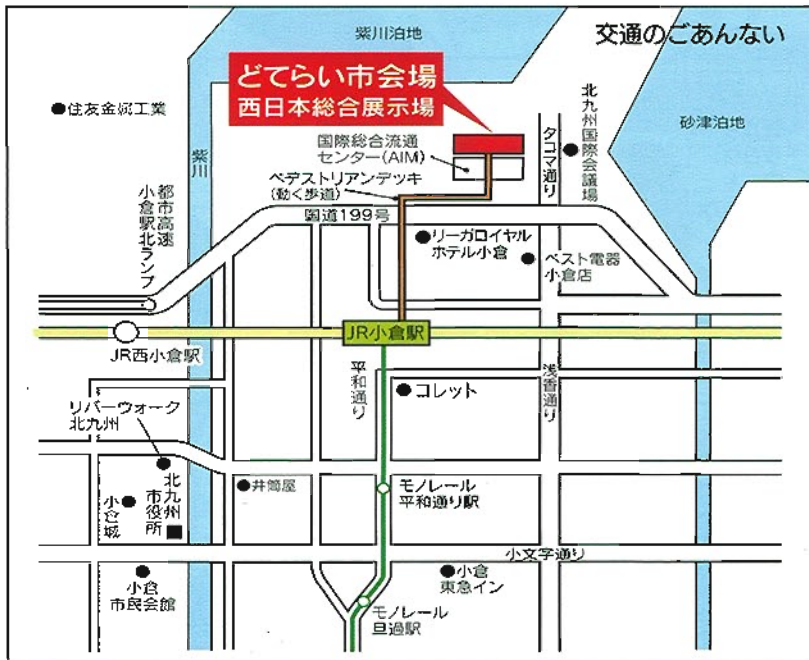 交通のごあんない
紫川泊地
どてらい市会場
西日本総合展示場
住友金属工業
北九州国際会議場
砂津泊地
タコマ通り
国際総合流通
センター(AIM)
紫川
ペデストリアンデッキ
(動く歩道)
都市高速
小倉駅北ランプ
国道199号
リーガロイヤル
ホテル小倉
ベスト電器
小倉店
JR小倉駅
JR西小倉駅
平和通り
浅香通り
コレット
リバーウォーク
北九州
井筒屋
モノレール
平和通り駅
小倉城
北九州
市役所
小文字通り
小倉
市民会館
小倉
東急イン
モノレール
旦過駅